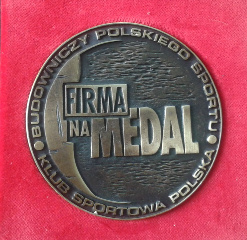 BUDOWNICZY POLSKIEGO SPORTU
FIRMA
NA MEDAL
KLUB SPORTOWA POLSKA